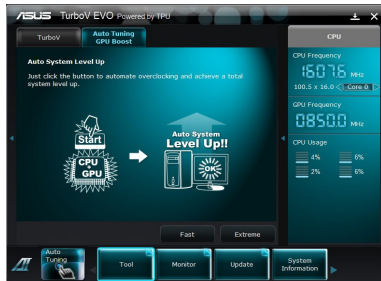 ASUS TurboV EVO Powered by TPU
TurboV
Auto Tuning
GPU Boost
Auto System Level Up
Just click the button to automate overclocking and achieve a total
system level up.
Start
CPU
+
GPU
Auto System
Level Up!!
OK
Fast
Extreme
CPU
CPU Frequency
1607.6 MHz
100.5 x 16.0 Core 0
GPU Frequency
0850.0 MHz
CPU Usage
4% 6%
2% 6%
Auto
Tuning
Tool
Monitor
Update
System
Information